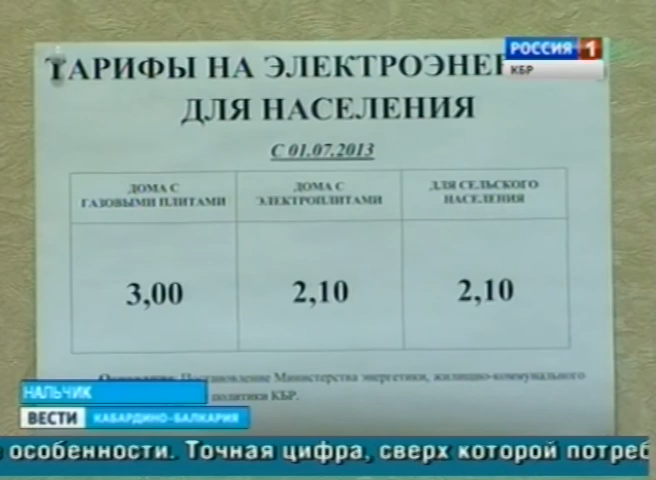 РОССИЯ 1
КБР
ТАРИФЫ НА ЭЛЕКТРОЭНЕ
ДЛЯ НАСЕЛЕНИЯ
С 01.07.2013
ДОМА С ГАЗОВЫМИ ПЛИТАМИ
ДОМА С ЭЛЕКТРОПЛИТАМИ
ДЛЯ СЕЛЬСКОГО НАСЕЛЕНИЯ
3,00 2,10 2,10
Постановление Министерства энергетики, жилищно-коммунального
политики КБР.
НАЛЬЧИК
ВЕСТИ КАБАРДИНО-БАЛКАРИЯ
особенности. Точная цифра, сверх которой потреб